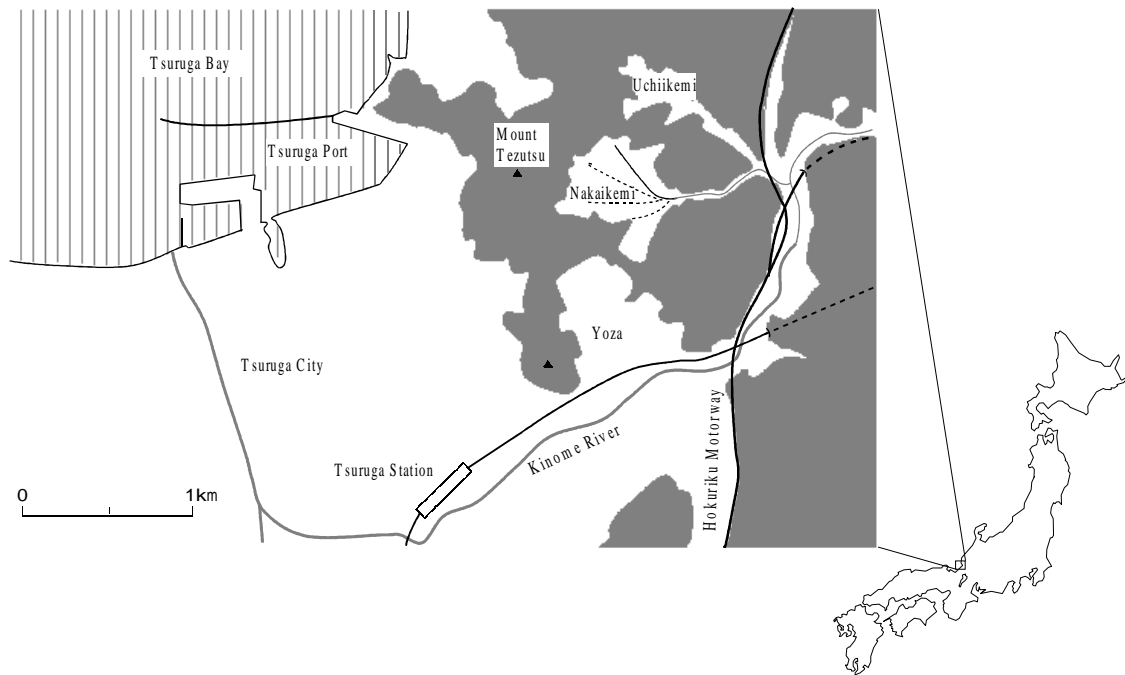 Tsuruga Bay
Uchiikemi
Mount
Tezutsu
Tsuruga Port
Nakaikemi
Yoza
Tsuruga City
Hokuriku Motorway
Kinome River
Tsuruga Station
0 1km